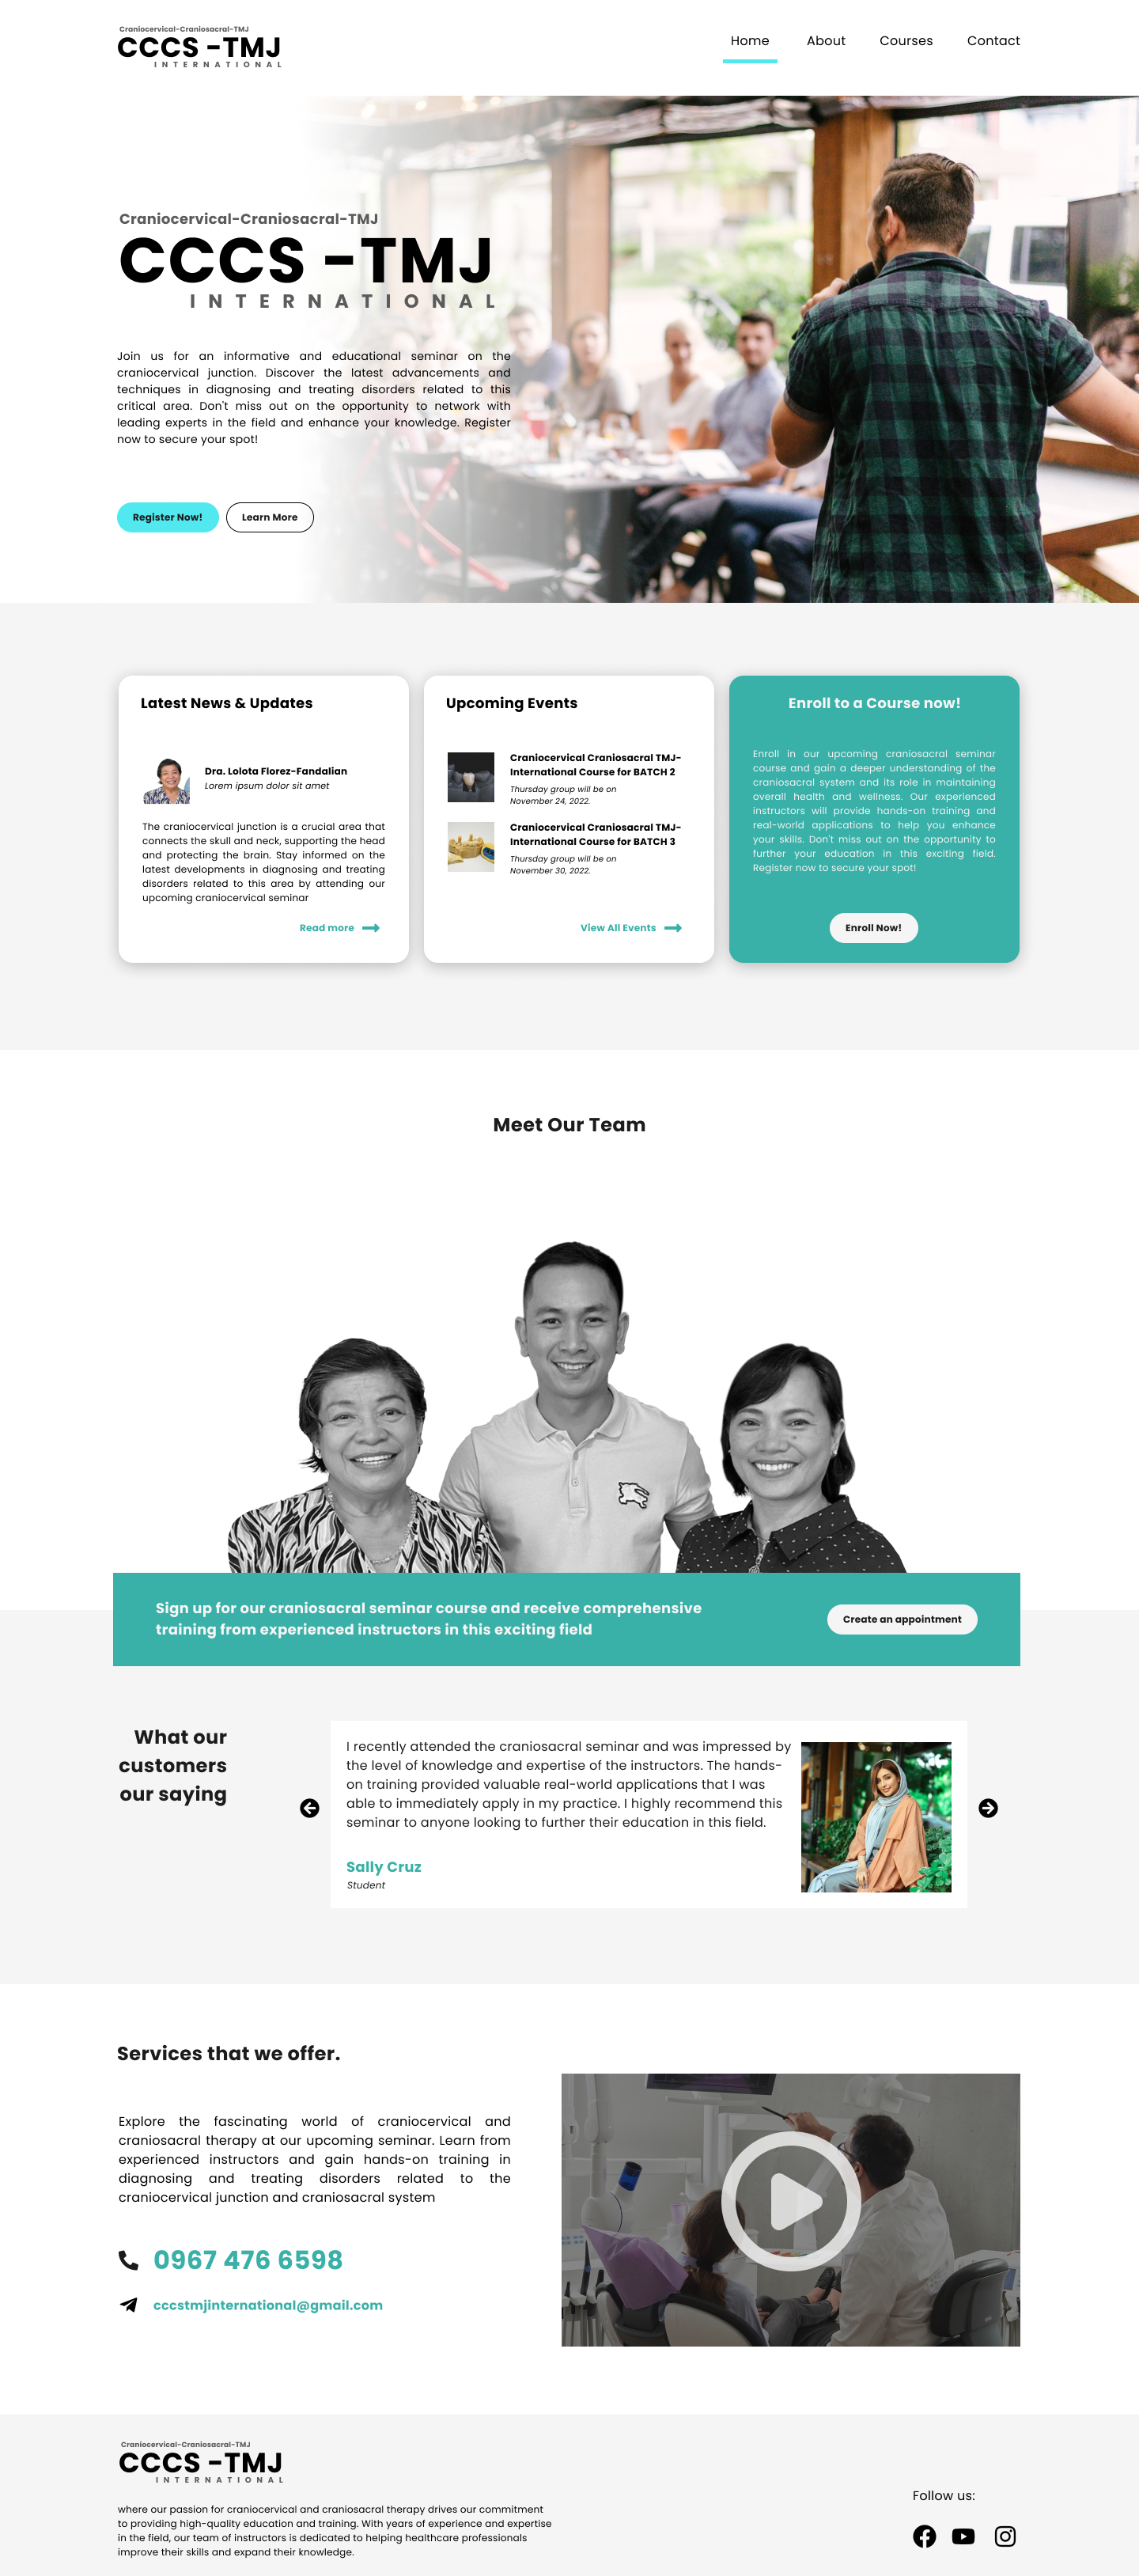 Craniocervical-Craniosacral-TMJ
CCCS -TMJ
INTERNATIONAL
Home
About
Courses
Contact
Craniocervical-Craniosacral-TMJ
CCCS -TMJ
INTERNATIONAL
Join us for an informative and educational seminar on the
craniocervical junction. Discover the latest advancements and
techniques in diagnosing and treating disorders related to this
critical area. Don't miss out on the opportunity to network with
leading experts in the field and enhance your knowledge. Register
now to secure your spot!
Register Now!
Learn More
Latest News & Updates
Dra. Lolota Florez-Fandalian
Lorem ipsum dolor sit amet
The craniocervical junction is a crucial area that
connects the skull and neck, supporting the head
and protecting the brain. Stay informed on the
latest developments in diagnosing and treating
disorders related to this area by attending our
upcoming craniocervical seminar
Read more
Upcoming Events
Craniocervical Craniosacral TMJ-
International Course for BATCH 2
Thursday group will be on
November 24, 2022.
Craniocervical Craniosacral TMJ-
International Course for BATCH 3
Thursday group will be on
November 30, 2022.
View All Events
Enroll to a Course now!
Enroll in our upcoming craniosacral seminar
course and gain a deeper understanding of the
craniosacral system and its role in maintaining
overall health and wellness. Our experienced
instructors will provide hands-on training and
real-world applications to help you enhance
your skills. Don't miss out on the opportunity to
further your education in this exciting field.
Register now to secure your spot!
Enroll Now!
Meet Our Team
Sign up for our craniosacral seminar course and receive comprehensive
training from experienced instructors in this exciting field
Create an appointment
What our
customers
our saying
I recently attended the craniosacral seminar and was impressed by
the level of knowledge and expertise of the instructors. The hands-
on training provided valuable real-world applications that I was
able to immediately apply in my practice. I highly recommend this
seminar to anyone looking to further their education in this field.
Sally Cruz
Student
Services that we offer.
Explore the fascinating world of craniocervical and
craniosacral therapy at our upcoming seminar. Learn from
experienced instructors and gain hands-on training in
diagnosing and treating disorders related to the
craniocervical junction and craniosacral system
0967 476 6598
cccstmjinternational@gmail.com
Craniocervical-Craniosacral-TMJ
CCCS -TMJ
INTERNATIONAL
where our passion for craniocervical and craniosacral therapy drives our commitment
to providing high-quality education and training. With years of experience and expertise
in the field, our team of instructors is dedicated to helping healthcare professionals
improve their skills and expand their knowledge.
Follow us: